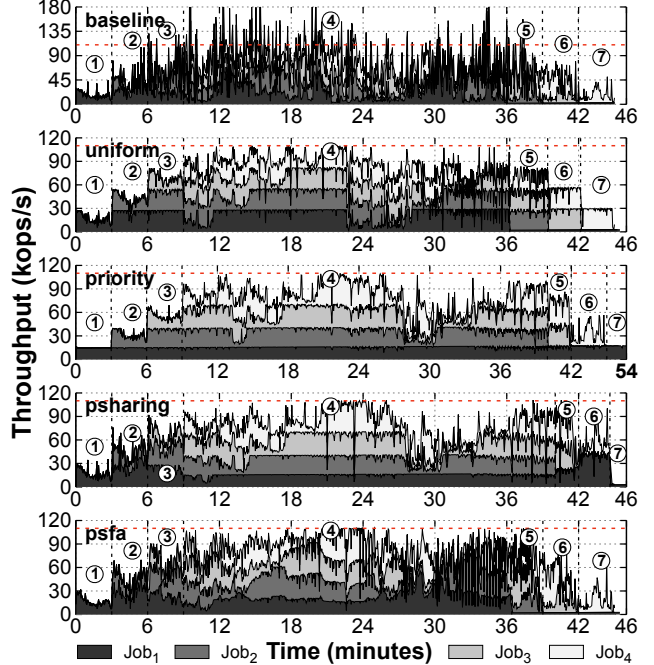 Throughput (kops/s)
180
135
90
45
0
baseline
1 2 3 4 5 6 7
0 6 12 18 24 30 36 42 46
120
90
60
30
0
uniform
1 2 3 4 5 6 7
0 6 12 18 24 30 36 42 46
120
90
60
30
0
priority
1 2 3 4 5 6 7
0 6 12 18 24 30 36 42 54
120
90
60
30
0
psharing
1 2 3 4 5 6 7
0 6 12 18 24 30 36 42 46
120
90
60
30
0
psfa
1 2 3 4 5 6 7
0 6 12 18 24 30 36 42 46
Job1 Job2 Time (minutes) Job3 Job4